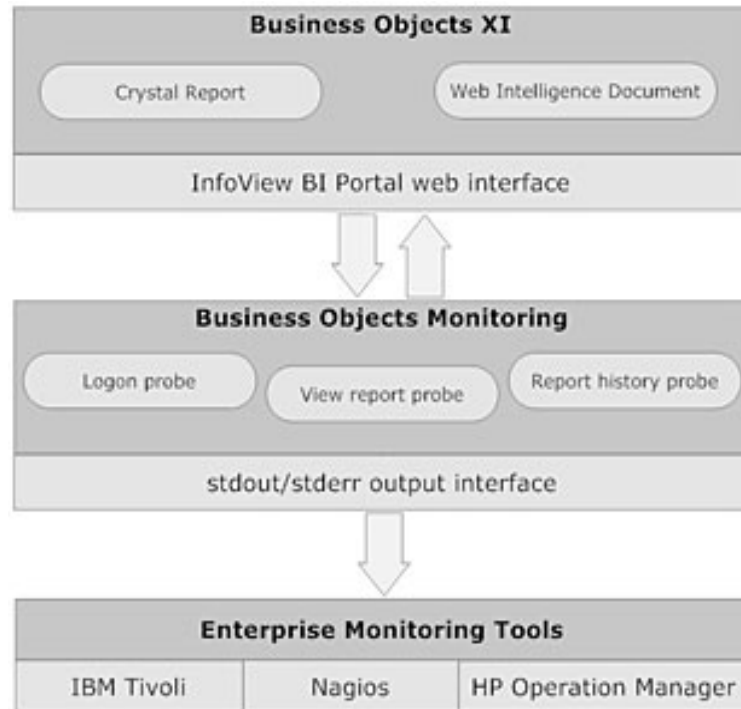 Business Objects XI
Crystal Report
Web Intelligence Document
InfoView BI Portal web interface
Business Objects Monitoring
Logon probe
View report probe
Report history probe
stdout/stderr output interface
Enterprise Monitoring Tools
IBM Tivoli
Nagios
HP Operation Manager